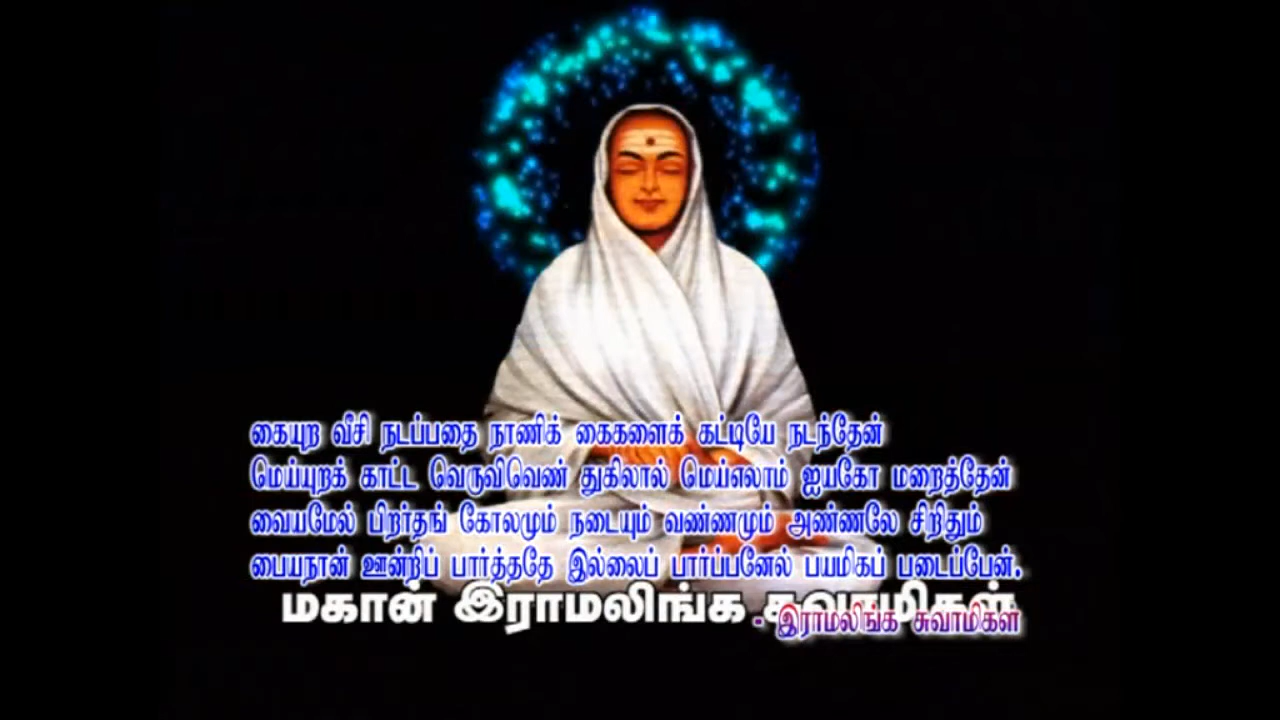 கையுற வீசி நடப்பதை நாணிக் கைகளைக் கட்டியே நடந்தேன்
மெய்யுறக் காட்ட வெருவிவெண் துகிலால் மெய்எலாம் ஐயகோ மறைத்தேன்
வையமேல் பிறர்தங் கோலமும் நடையும் வண்ணமும் அண்ணலே சிறிதும்
பையநான் ஊன்றிப் பார்த்ததே இல்லைப் பார்ப்பனேல் பயமிகப் படைப்பேன்.
மகான் இராமலிங்க சுவாமிகள்
- இராமலிங்க சுவாமிகள்